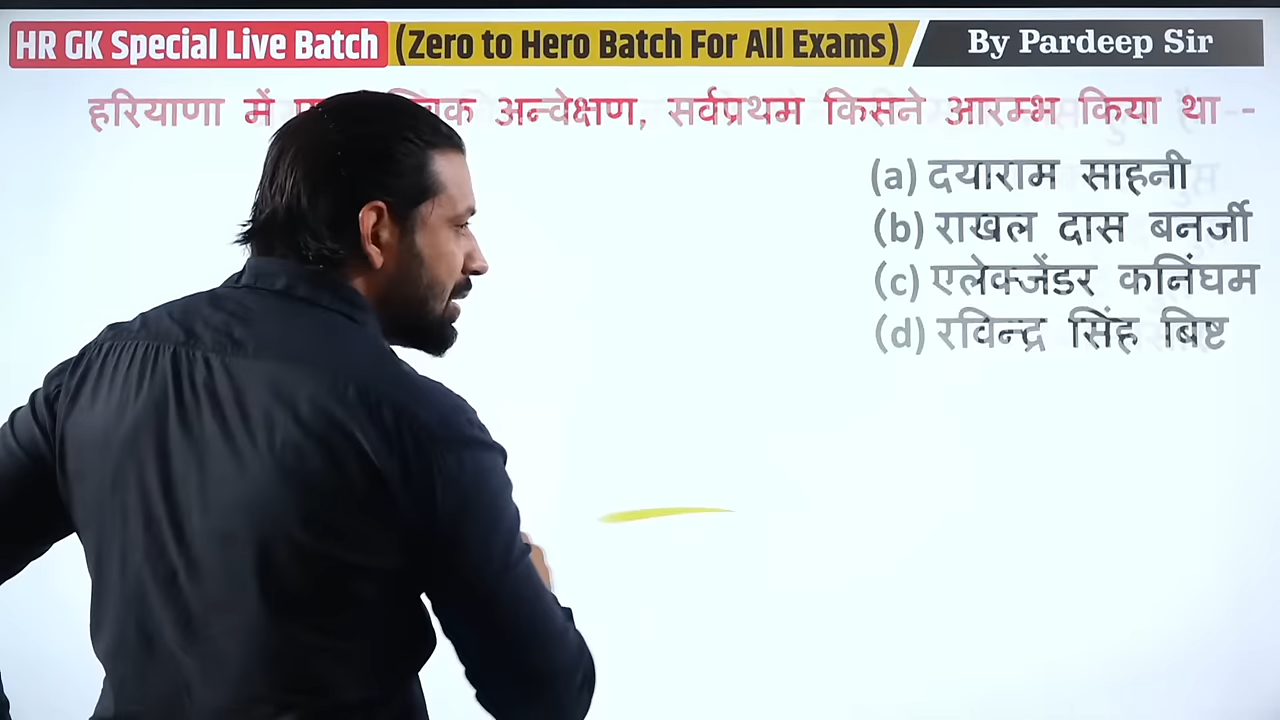 HR GK Special Live Batch (Zero to Hero Batch For All Exams) By Pardeep Sir
हरियाणा में अन्वेक्षण, सर्वप्रथम किसने आरम्भ किया था -
(a) दयाराम साहनी
(b) राखल दास बनर्जी
(c) एलेक्जेंडर कनिंघम
(d) रविन्द्र सिंह बिष्ट